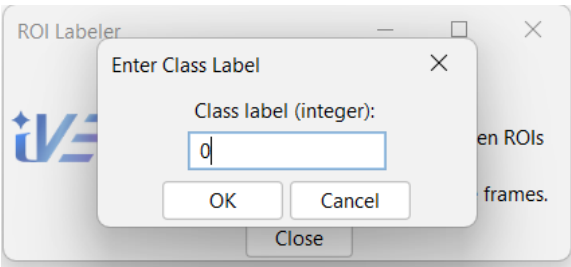 ROI Labeler
Enter Class Label
Class label (integer):
en ROIs
0
frames.
OK Cancel
Close